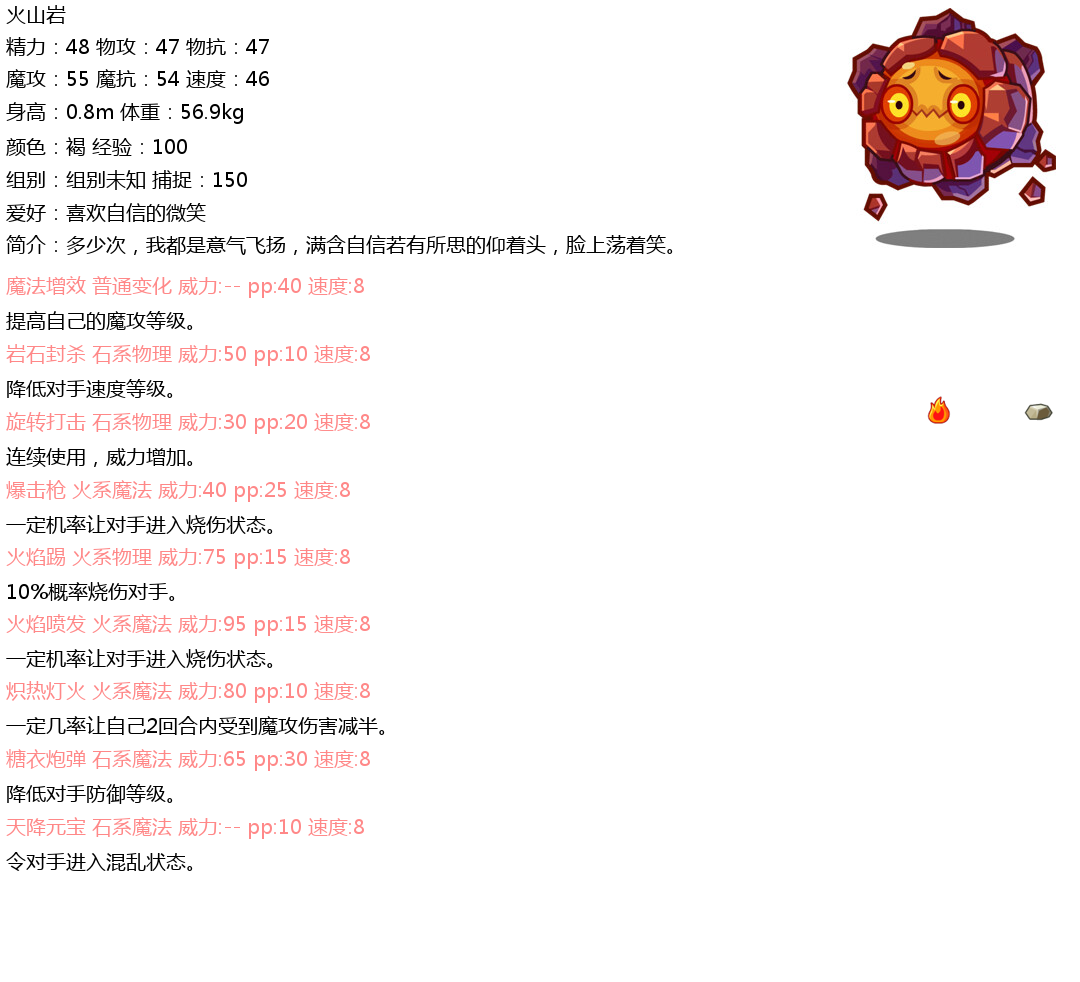 火山岩
精力：48 物攻：47 物抗：47
魔攻：55 魔抗：54 速度：46
身高：0.8m 体重：56.9kg
颜色：褐 经验：100
组别：组别未知 捕捉：150
爱好：喜欢自信的微笑
简介：多少次，我都是意气飞扬，满含自信若有所思的仰着头，脸上荡着笑。
魔法增效 普通变化 威力:-- pp:40 速度:8
提高自己的魔攻等级。
岩石封杀 石系物理 威力:50 pp:10 速度:8
降低对手速度等级。
旋转打击 石系物理 威力:30 pp:20 速度:8
连续使用，威力增加。
爆击枪 火系魔法 威力:40 pp:25 速度:8
一定机率让对手进入烧伤状态。
火焰踢 火系物理 威力:75 pp:15 速度:8
10%概率烧伤对手。
火焰喷发 火系魔法 威力:95 pp:15 速度:8
一定机率让对手进入烧伤状态。
炽热灯火 火系魔法 威力:80 pp:10 速度:8
一定几率让自己2回合内受到魔攻伤害减半。
糖衣炮弹 石系魔法 威力:65 pp:30 速度:8
降低对手防御等级。
天降元宝 石系魔法 威力:-- pp:10 速度:8
令对手进入混乱状态。